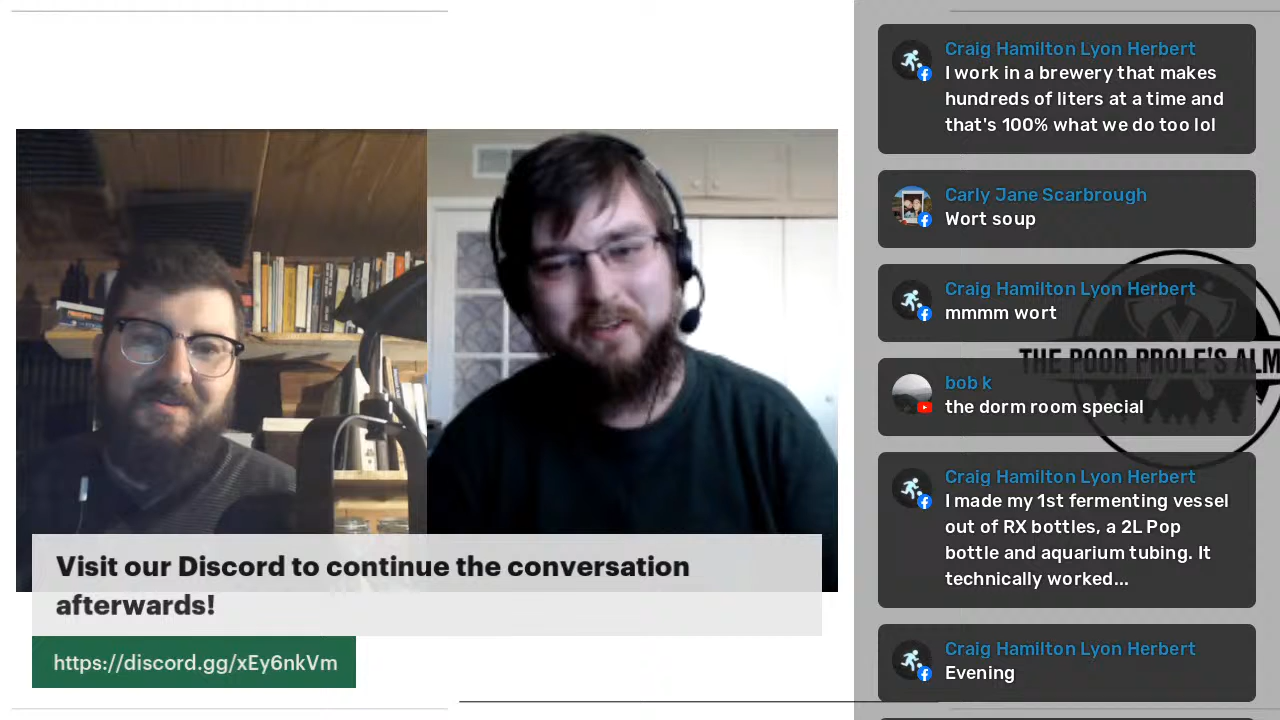 Craig Hamilton Lyon Herbert
I work in a brewery that makes
hundreds of liters at a time and
that's 100% what we do too lol
Carly Jane Scarbrough
Wort soup
Craig Hamilton Lyon Herbert
mmmm wort
THE POOR PROLE'S ALM
bob k
the dorm room special
Craig Hamilton Lyon Herbert
I made my 1st fermenting vessel
out of RX bottles, a 2L Pop
bottle and aquarium tubing. It
technically worked...
Craig Hamilton Lyon Herbert
Evening
Visit our Discord to continue the conversation
afterwards!
https://discord.gg/xEy6nkVm